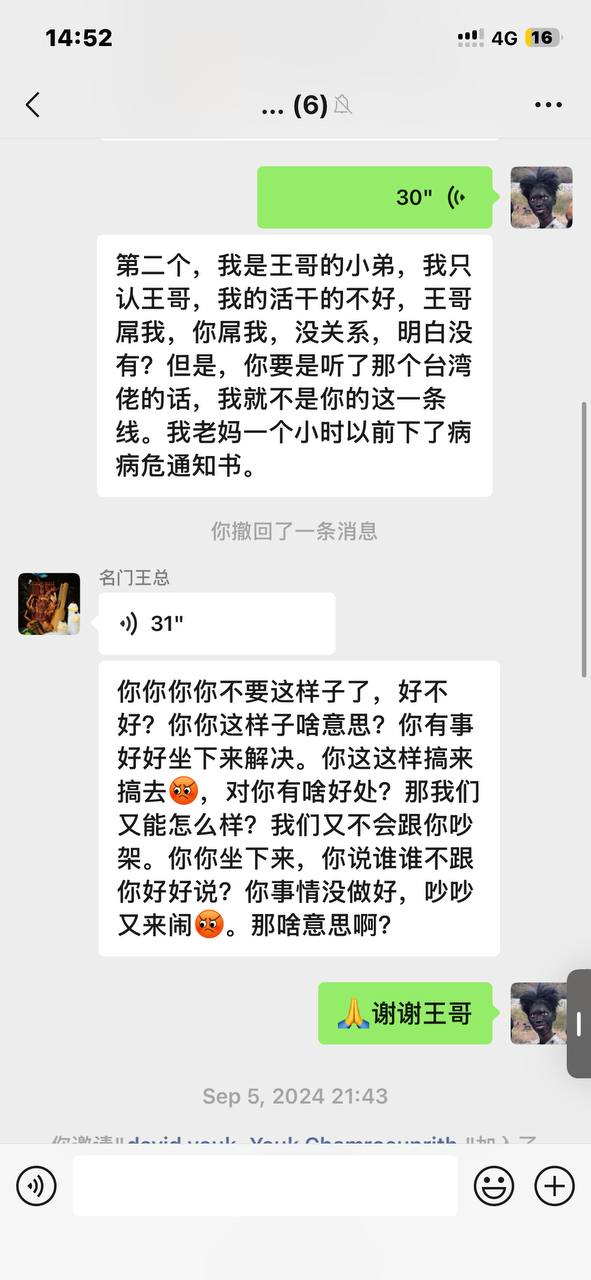 14:52
4G 16
... (6)
30"
第二个，我是王哥的小弟，我只
认王哥，我的活干的不好，王哥
屌我，你屌我，没关系，明白没
有？但是，你要是听了那个台湾
佬的话，我就不是你的这一条
线。我老妈一个小时以前下了病
病危通知书。
你撤回了一条消息
名门王总
31"
你你你你不要这样子了，好不
好？你你这样子啥意思？你有事
好好坐下来解决。你这这样搞来
搞去😡，对你有啥好处？那我们
又能怎么样？我们又不会跟你吵
架。你你坐下来，你说谁谁不跟
你好好说？你事情没做好，吵吵
又来闹😡。那啥意思啊？
🙏谢谢王哥
Sep 5, 2024 21:43
你邀请"david youk、Youk Chamroeunrith "加入了